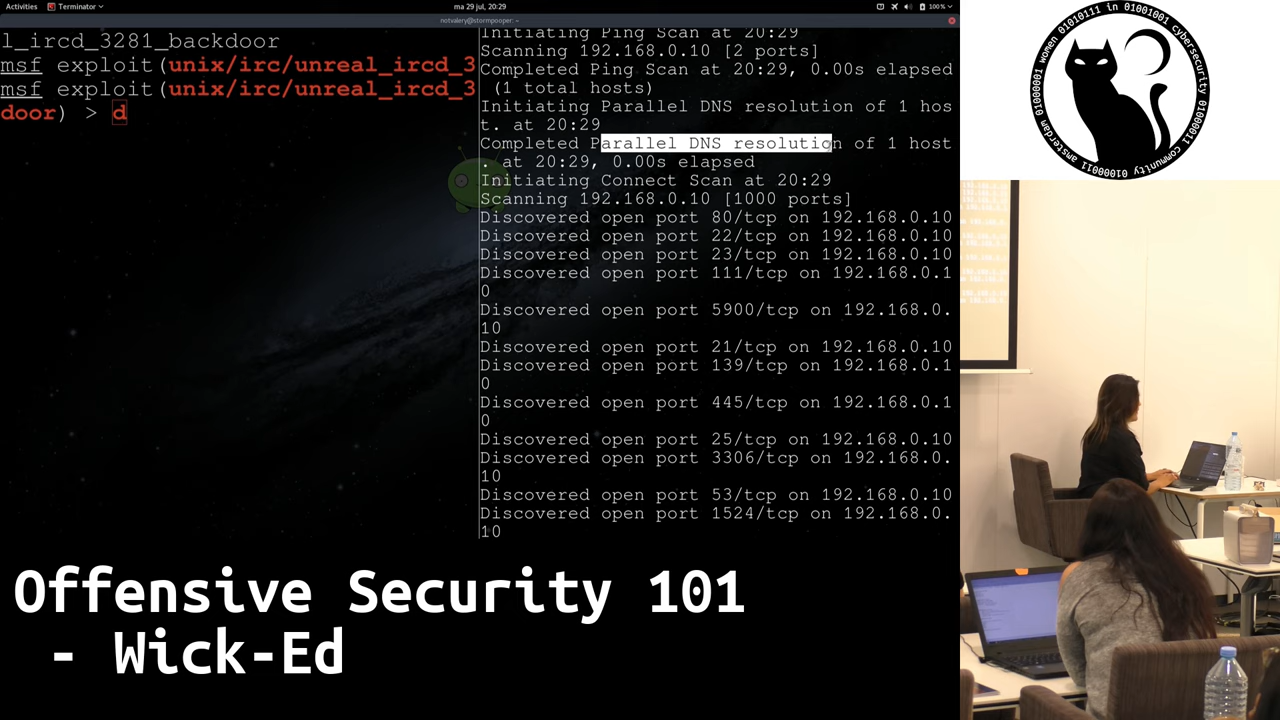 Activities
Terminator
ma 29 jul, 20:29
100%
notvalery@stormpooper: ~
l_ircd_3281_backdoor
msf exploit(unix/irc/unreal_ircd_3
msf exploit(unix/irc/unreal_ircd_3
door) > d
Initiating Ping Scan at 20:29
Scanning 192.168.0.10 [2 ports]
Completed Ping Scan at 20:29, 0.00s elapsed
(1 total hosts)
Initiating Parallel DNS resolution of 1 hos
t. at 20:29
Completed Parallel DNS resolution of 1 host
. at 20:29, 0.00s elapsed
Initiating Connect Scan at 20:29
Scanning 192.168.0.10 [1000 ports]
Discovered open port 80/tcp on 192.168.0.10
Discovered open port 22/tcp on 192.168.0.10
Discovered open port 23/tcp on 192.168.0.10
Discovered open port 111/tcp on 192.168.0.1
0
Discovered open port 5900/tcp on 192.168.0.
10
Discovered open port 21/tcp on 192.168.0.10
Discovered open port 139/tcp on 192.168.0.1
0
Discovered open port 445/tcp on 192.168.0.1
0
Discovered open port 25/tcp on 192.168.0.10
Discovered open port 3306/tcp on 192.168.0.
10
Discovered open port 53/tcp on 192.168.0.10
Discovered open port 1524/tcp on 192.168.0.
10
women 01010111 in 01001001 cybersecurity 01000011 community 01000011 amsterdam 01000001
Offensive Security 101
- Wick-Ed